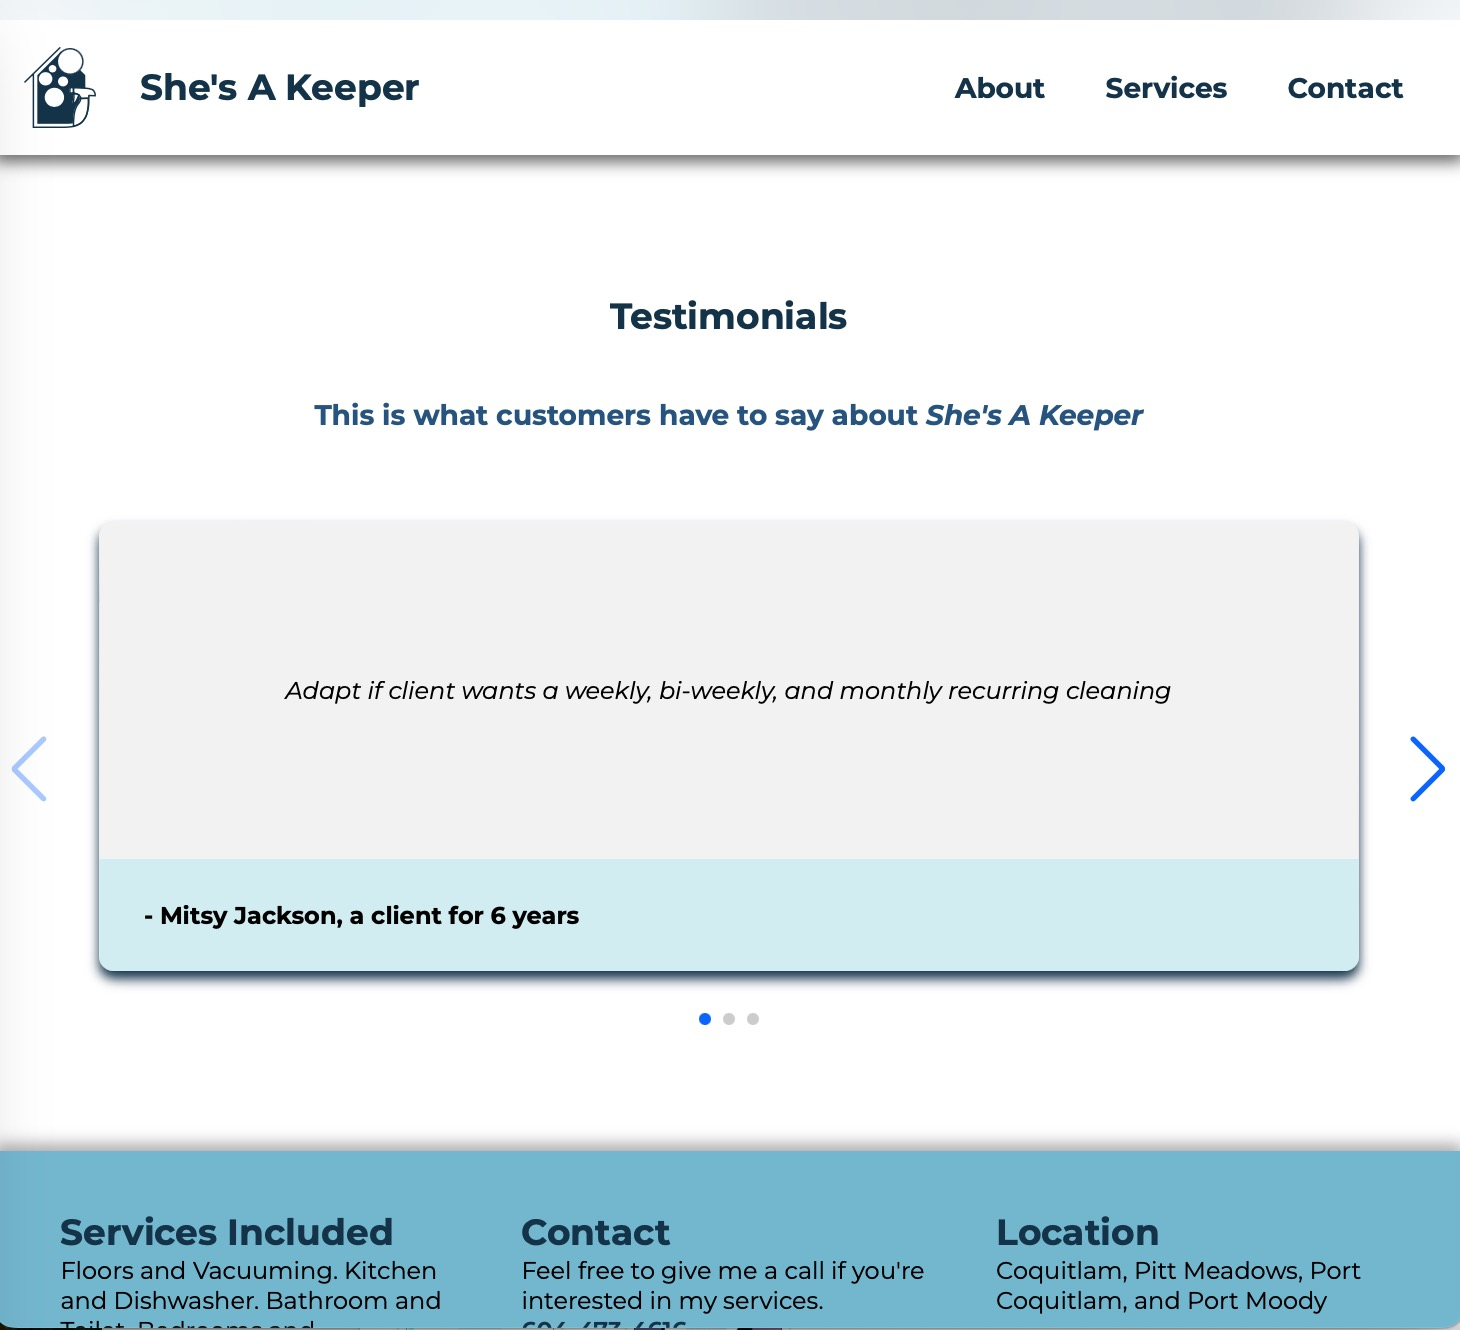 She's A Keeper
About Services Contact
Testimonials
This is what customers have to say about She's A Keeper
Adapt if client wants a weekly, bi-weekly, and monthly recurring cleaning
- Mitsy Jackson, a client for 6 years
Services Included
Floors and Vacuuming. Kitchen
and Dishwasher. Bathroom and
Toilet. Bedrooms and
Contact
Feel free to give me a call if you're
interested in my services.
Location
Coquitlam, Pitt Meadows, Port
Coquitlam, and Port Moody